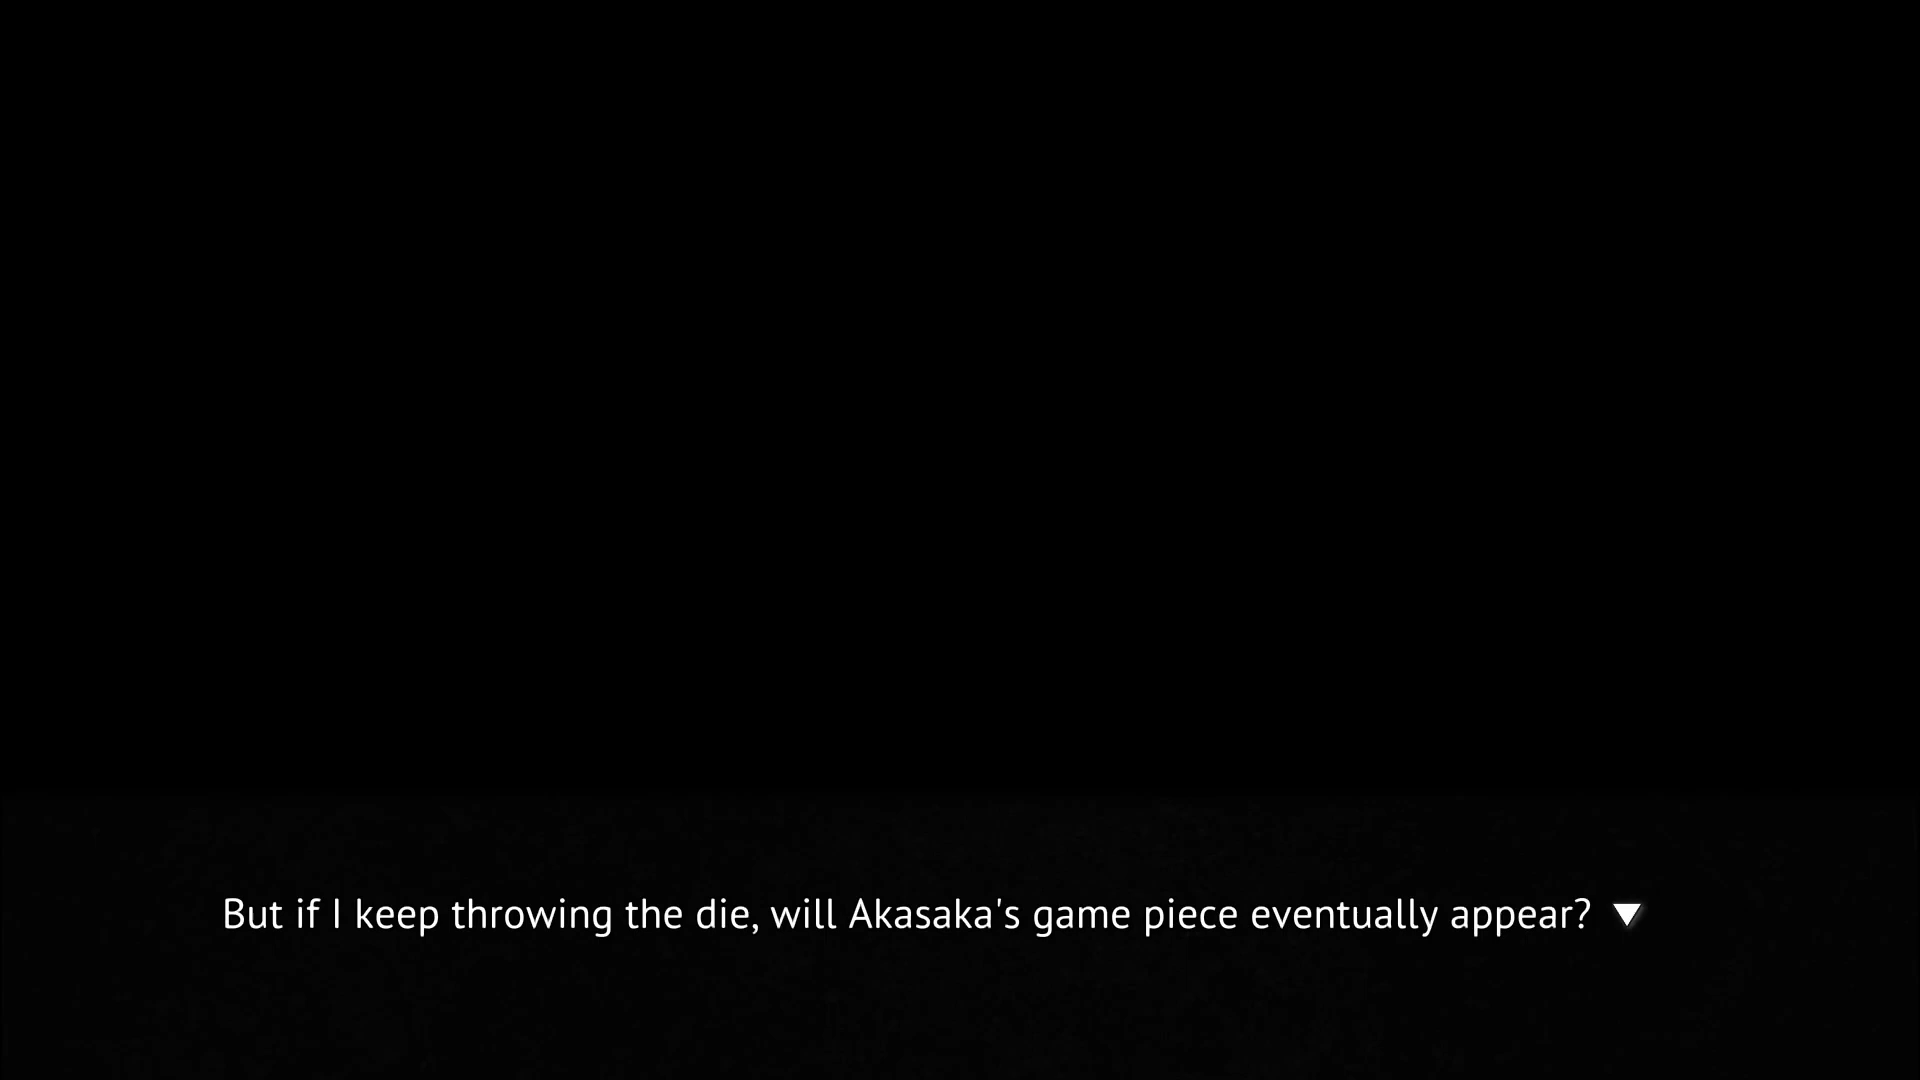 But if I keep throwing the die, will Akasaka's game piece eventually appear?